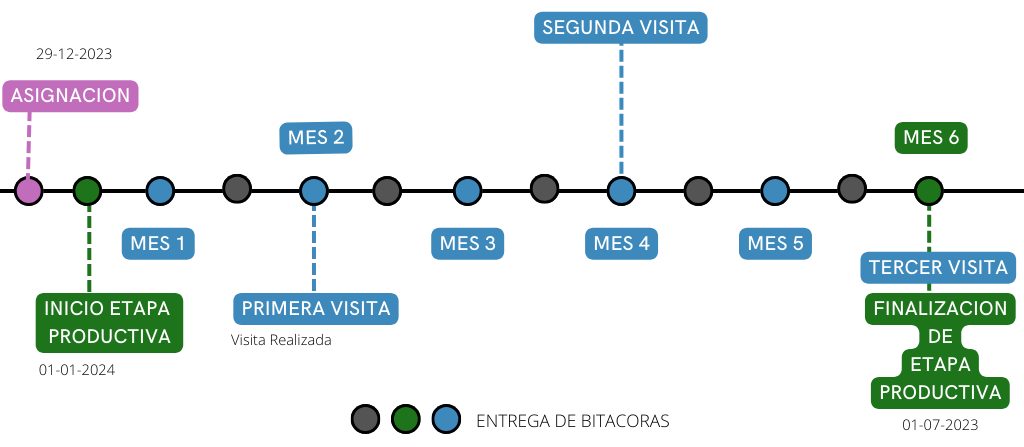 SEGUNDA VISITA
29-12-2023
ASIGNACION
MES 2
MES 6
MES 1
MES 3
MES 4
MES 5
TERCER VISITA
INICIO ETAPA
PRODUCTIVA
01-01-2024
PRIMERA VISITA
Visita Realizada
FINALIZACION
DE
ETAPA
PRODUCTIVA
01-07-2023
ENTREGA DE BITACORAS